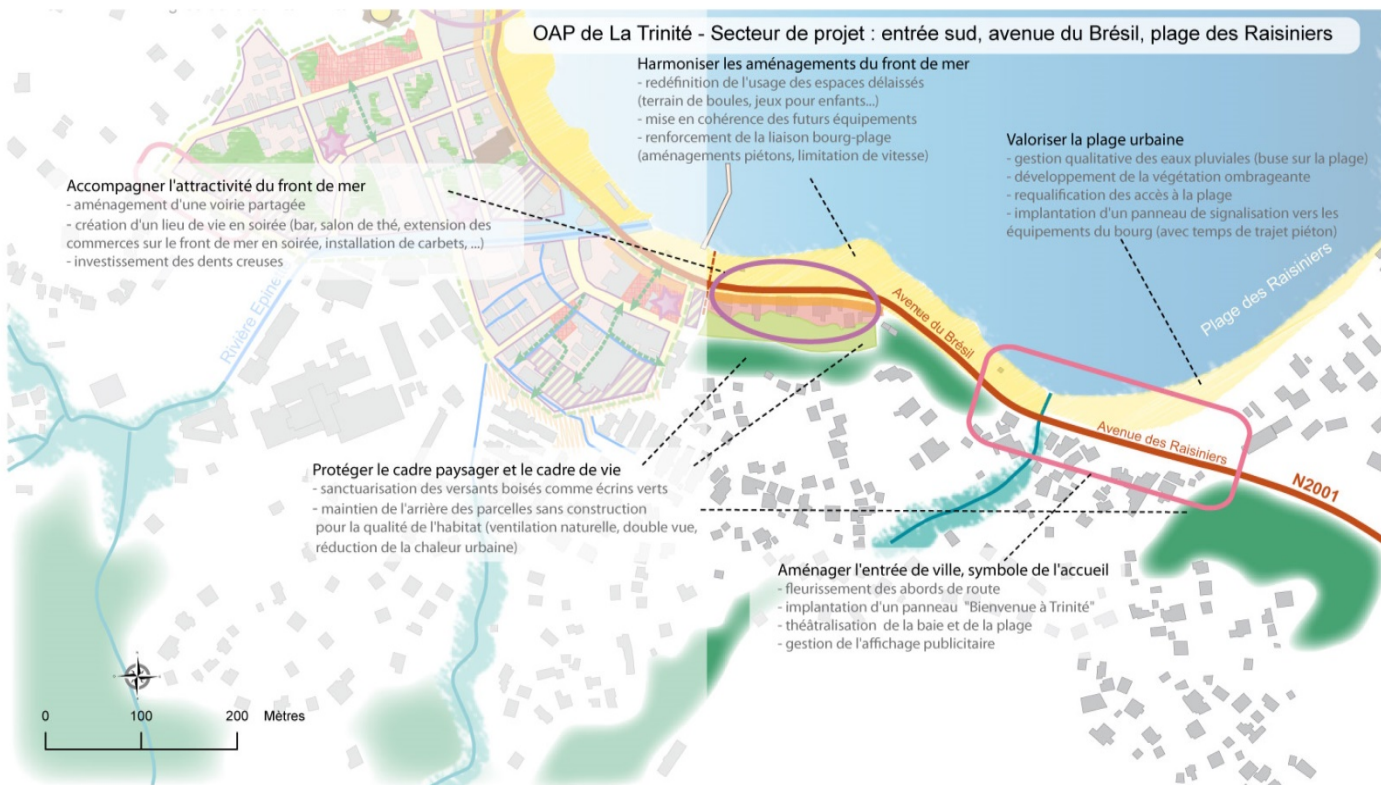 OAP de La Trinité - Secteur de projet : entrée sud, avenue du Brésil, plage des Raisiniers
Harmoniser les aménagements du front de mer
- redéfinition de l'usage des espaces délaissés
(terrain de boules, jeux pour enfants...)
- mise en cohérence des futurs équipements
- renforcement de la liaison bourg-plage
(aménagements piétons, limitation de vitesse)
Valoriser la plage urbaine
- gestion qualitative des eaux pluviales (buse sur la plage)
- développement de la végétation ombrageante
- requalification des accès à la plage
- implantation d'un panneau de signalisation vers les
équipements du bourg (avec temps de trajet piéton)
Accompagner l'attractivité du front de mer
- aménagement d'une voirie partagée
- création d'un lieu de vie en soirée (bar, salon de thé, extension des
commerces sur le front de mer en soirée, installation de carbets, ...)
- investissement des dents creuses
Rivière Epine
Avenue du Brésil
Plage des Raisiniers
Avenue des Raisiniers
N2001
Protéger le cadre paysager et le cadre de vie
- sanctuarisation des versants boisés comme écrins verts
- maintien de l'arrière des parcelles sans construction
pour la qualité de l'habitat (ventilation naturelle, double vue,
réduction de la chaleur urbaine)
Aménager l'entrée de ville, symbole de l'accueil
- fleurissement des abords de route
- implantation d'un panneau "Bienvenue à Trinité"
- théâtralisation de la baie et de la plage
- gestion de l'affichage publicitaire
0 100 200 Mètres